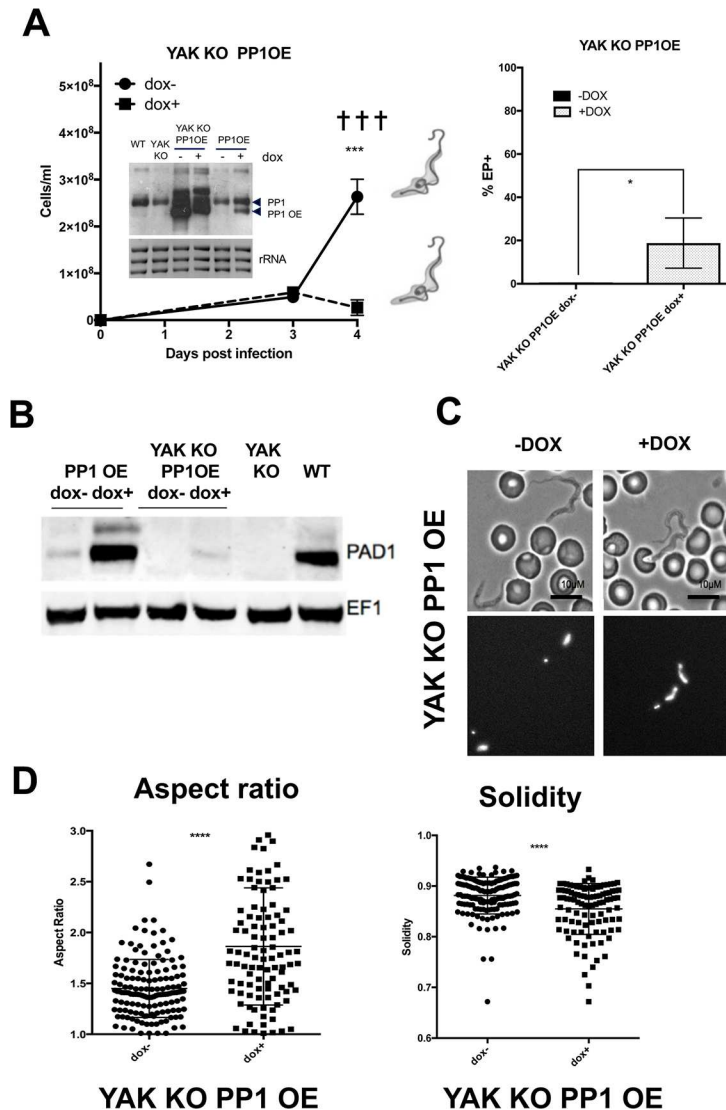 A
YAK KO PP1OE
dox-
dox+
5×10⁸
4×10⁸
3×10⁸
2×10⁸
1×10⁸
0
Cells/ml
0 1 2 3 4
Days post infection
†††
***
WT
YAK KO
YAK KO PP1OE
PP1OE
- + - + dox
PP1
PP1 OE
rRNA
YAK KO PP1OE
-DOX
+DOX
100
80
60
40
20
0
% EP+
*
YAK KO PP1OE dox-
YAK KO PP1OE dox+
B
PP1 OE
dox- dox+
YAK KO
PP1OE
dox- dox+
YAK
KO
WT
PAD1
EF1
C
-DOX
+DOX
YAK KO PP1 OE
10µM
10µM
D
Aspect ratio
****
3.0
2.5
2.0
1.5
1.0
Aspect Ratio
dox-
dox+
YAK KO PP1 OE
Solidity
****
1.0
0.9
0.8
0.7
0.6
Solidity
dox-
dox+
YAK KO PP1 OE